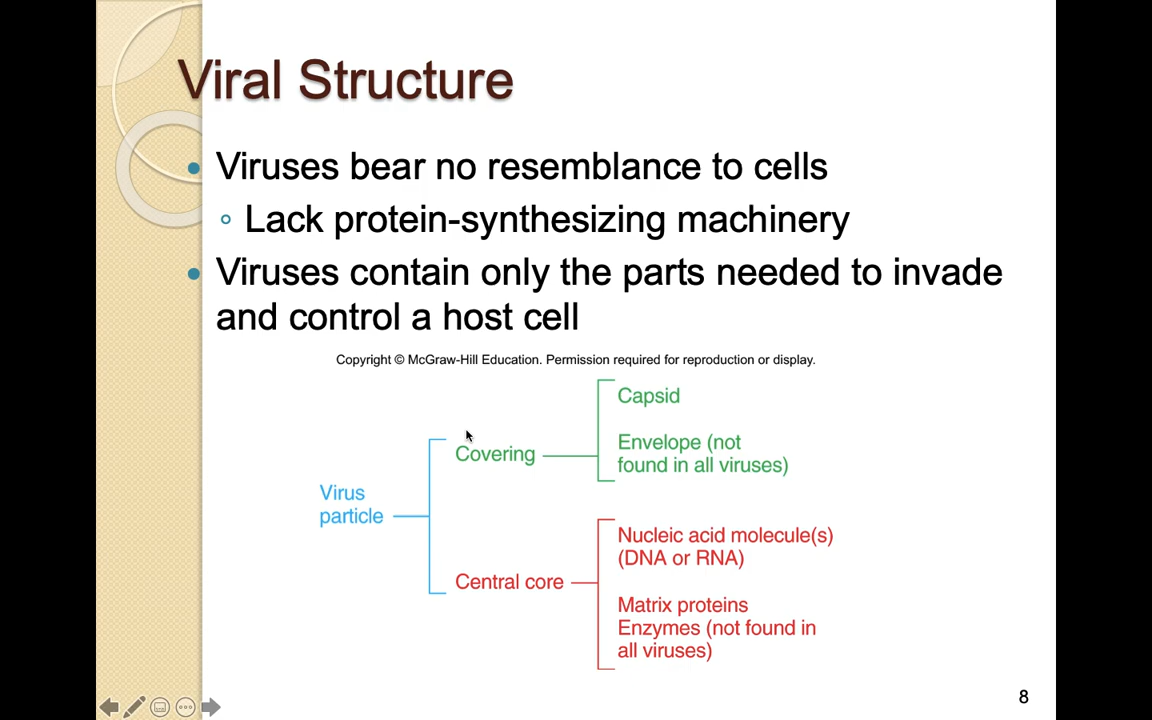 Viral Structure
Viruses bear no resemblance to cells
Lack protein-synthesizing machinery
Viruses contain only the parts needed to invade
and control a host cell
Copyright © McGraw-Hill Education. Permission required for reproduction or display.
Virus
particle
Covering
Capsid
Envelope (not
found in all viruses)
Central core
Nucleic acid molecule(s)
(DNA or RNA)
Matrix proteins
Enzymes (not found in
all viruses)
8